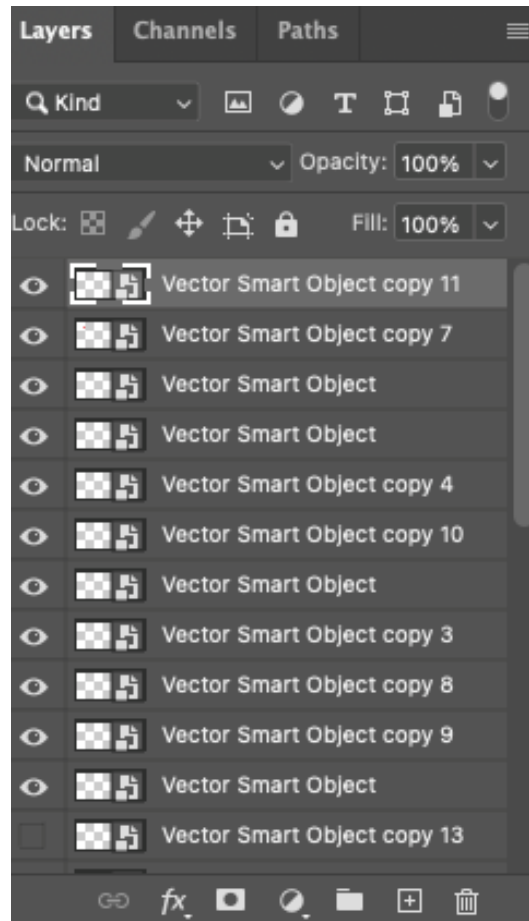 Layers Channels Paths
Kind T
Normal Opacity: 100%
Lock: Fill: 100%
Vector Smart Object copy 11
Vector Smart Object copy 7
Vector Smart Object
Vector Smart Object
Vector Smart Object copy 4
Vector Smart Object copy 10
Vector Smart Object
Vector Smart Object copy 3
Vector Smart Object copy 8
Vector Smart Object copy 9
Vector Smart Object
Vector Smart Object copy 13
fx